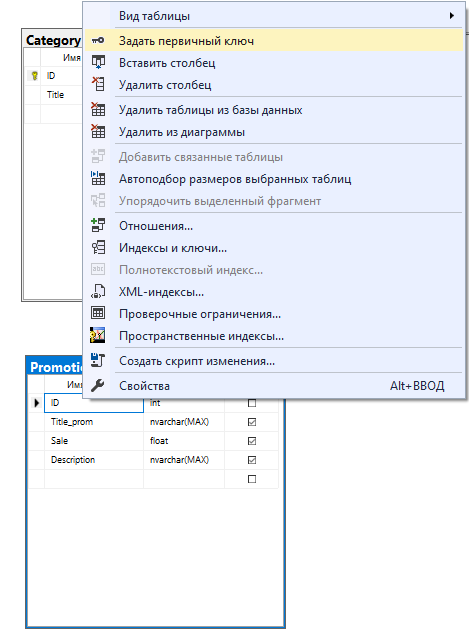 Вид таблицы
Category
Задать первичный ключ
Имя
Вставить столбец
ID
Удалить столбец
Title
Удалить таблицы из базы данных
Удалить из диаграммы
Добавить связанные таблицы
Автоподбор размеров выбранных таблиц
Упорядочить выделенный фрагмент
Отношения...
Индексы и ключи...
Полнотекстовый индекс...
abc
XML-индексы...
Проверочные ограничения...
Пространственные индексы...
Создать скрипт изменения...
Свойства Alt+ВВОД
ID int
Title_prom nvarchar(MAX)
Sale float
Description nvarchar(MAX)